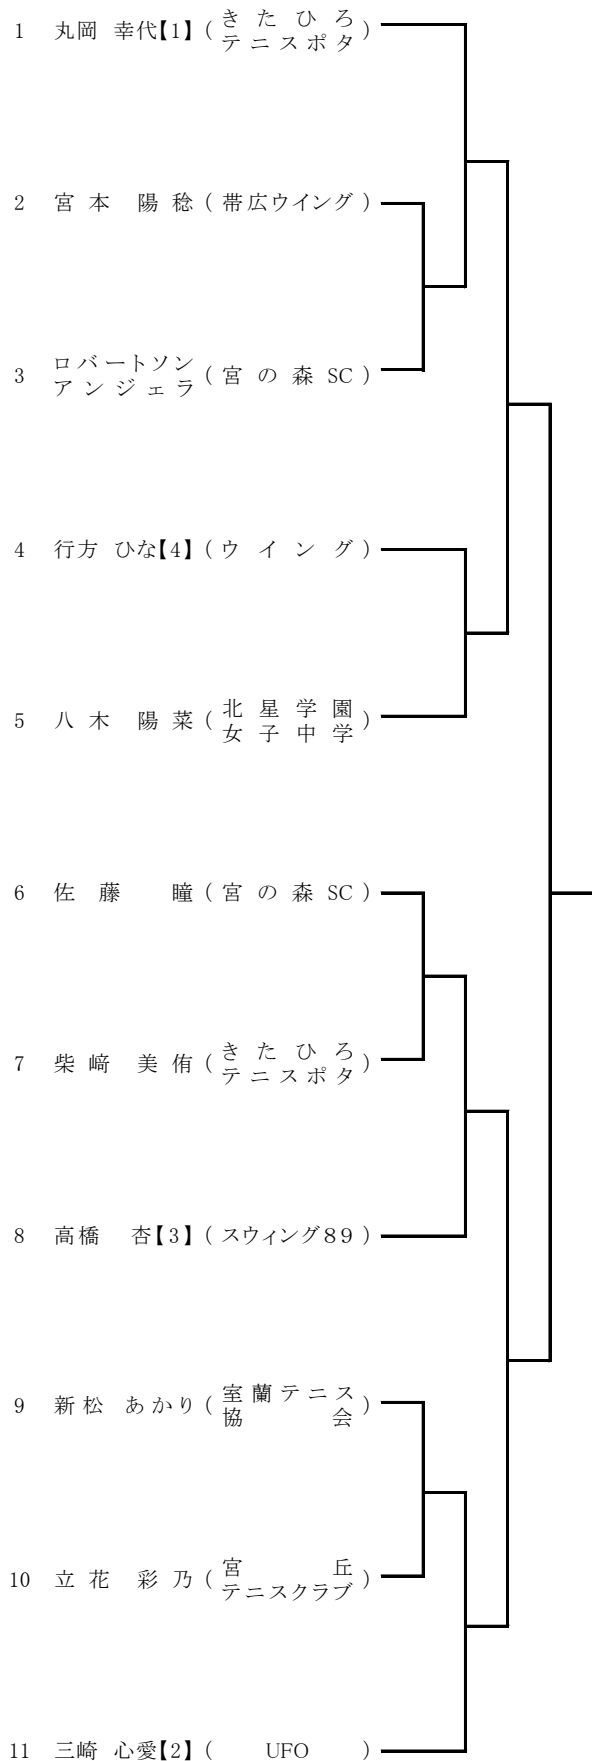 1 丸岡 幸代【1】 ( きたひろ テニスポタ )
2 宮本 陽稔 ( 帯広ウイング )
3 ロバートソン アンジェラ ( 宮の森 SC )
4 行方 ひな【4】 ( ウイング )
5 八木 陽菜 ( 北星学園 女子中学 )
6 佐藤 瞳 ( 宮の森 SC )
7 柴﨑 美侑 ( きたひろ テニスポタ )
8 高橋 杏【3】 ( スウィング８９ )
9 新松 あかり ( 室蘭テニス 協会 )
10 立花 彩乃 ( 宮丘 テニスクラブ )
11 三崎 心愛【2】 ( UFO )